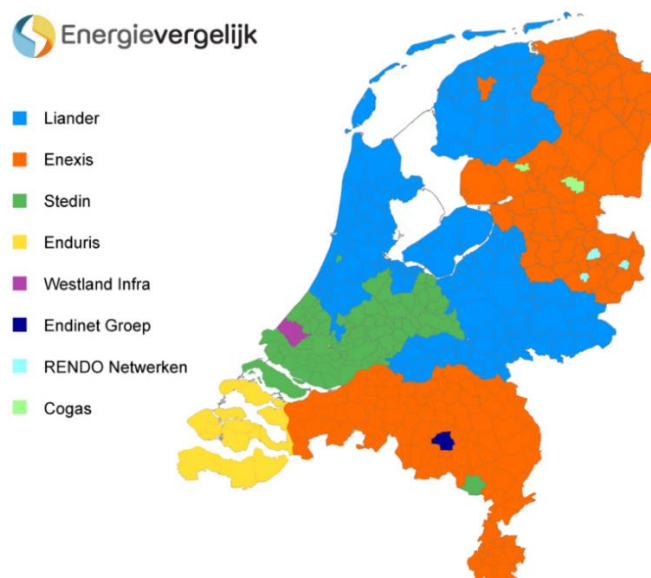 Energievergelijk
Liander
Enexis
Stedin
Enduris
Westland Infra
Endinet Groep
RENDO Netwerken
Cogas